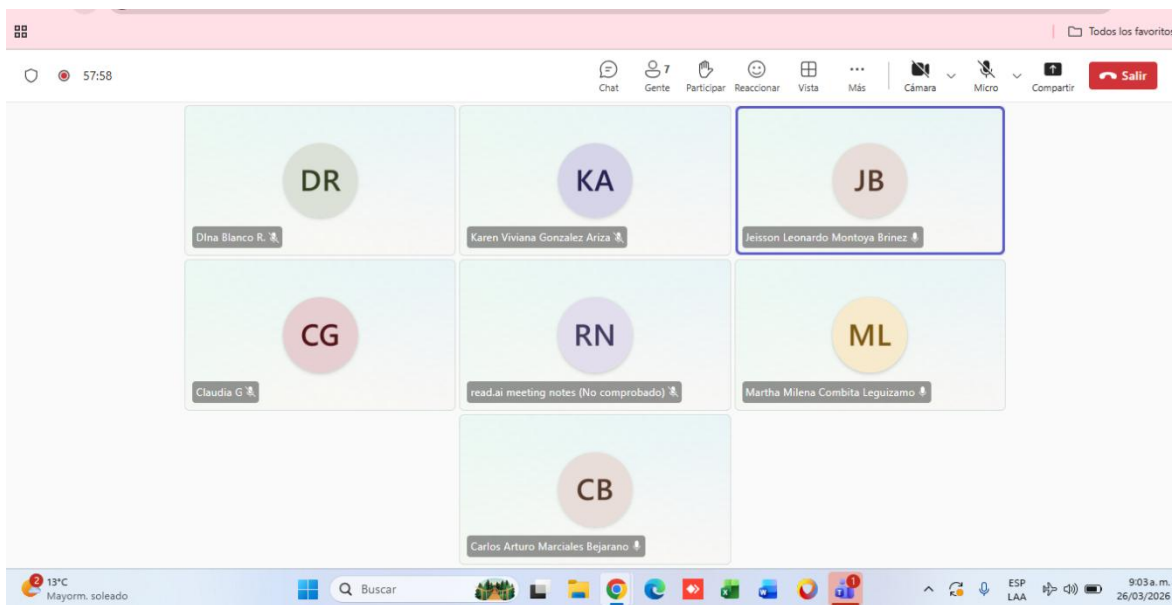 Todos los favoritos
57:58
Chat
7
Gente
Participar
Reaccionar
Vista
Más
Cámara
Micro
Compartir
Salir
DR
DIna Blanco R.
KA
Karen Viviana Gonzalez Ariza
JB
Jeisson Leonardo Montoya Brinez
CG
Claudia G
RN
read.ai meeting notes (No comprobado)
ML
Martha Milena Combita Leguizamo
CB
Carlos Arturo Marciales Bejarano
2
13°C
Mayorm. soleado
Buscar
1
ESP
LAA
9:03 a. m.
26/03/2026